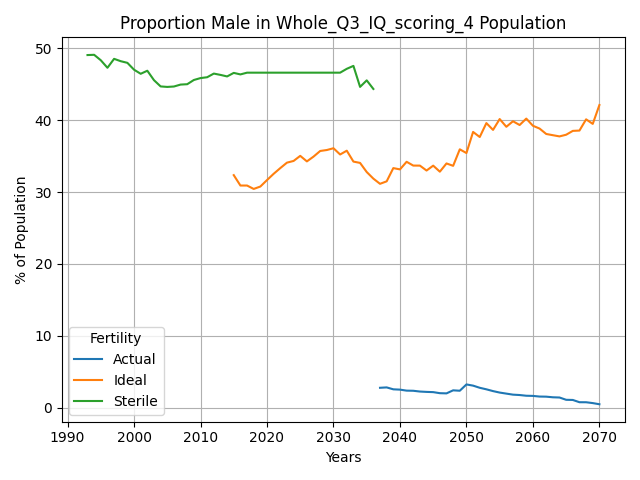 Proportion Male in Whole_Q3_IQ_scoring_4 Population
% of Population
50
40
30
20
10
0
Fertility
Actual
Ideal
Sterile
1990 2000 2010 2020 2030 2040 2050 2060 2070
Years